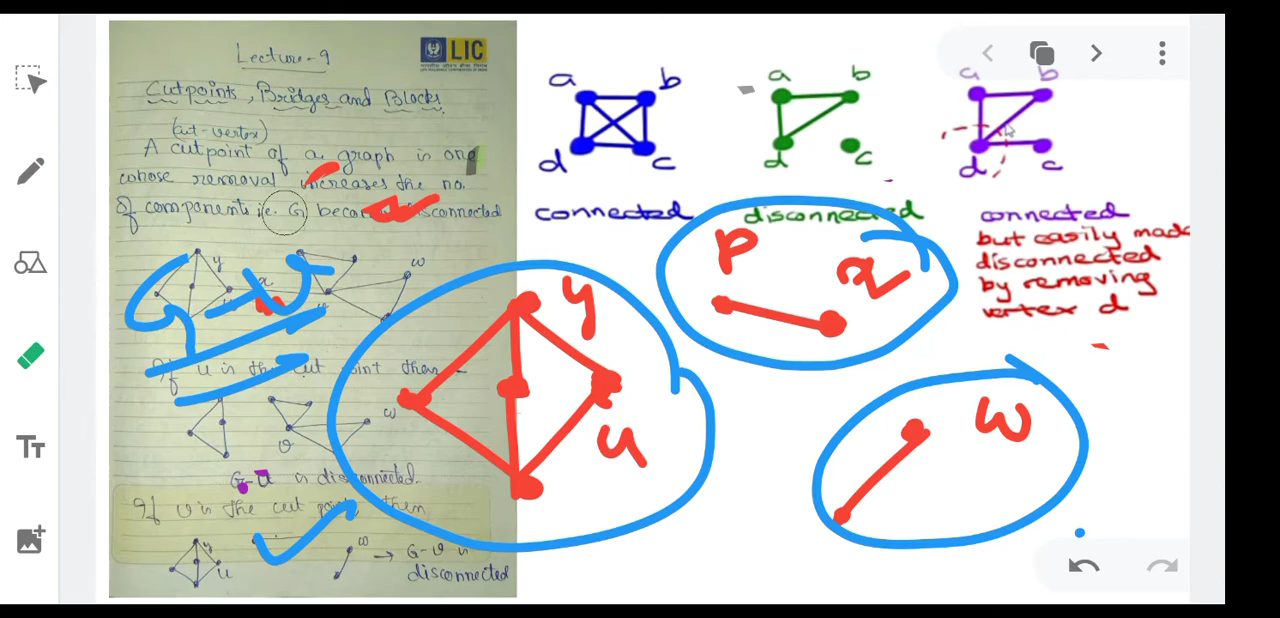 Lecture-9
LIC
Cutpoints, Bridges and Blocks.
(cut-vertex)
A cutpoint of a graph is one
whose removal increases the no.
of components i.e. G becomes disconnected
y
w
G-v
If u is the cut point then -
v
w
G-u is disconnected.
If v is the cut point, then
y
u
w
→ G-v is
disconnected
a b
d c
connected
a b
d c
disconnected
a b
d c
connected
but easily made
disconnected
by removing
vertex d
y
u
p
x
w
Tт